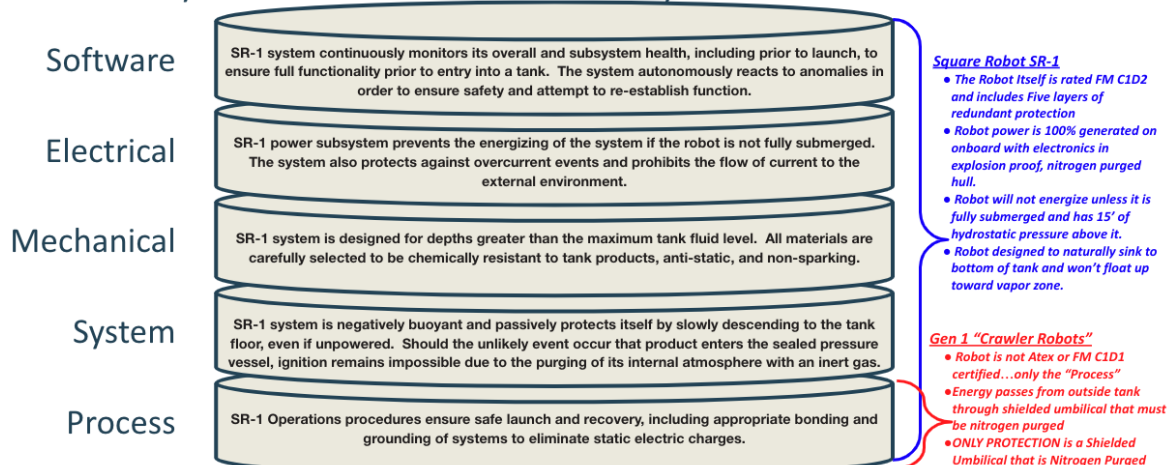 Software
SR-1 system continuously monitors its overall and subsystem health, including prior to launch, to
ensure full functionality prior to entry into a tank. The system autonomously reacts to anomalies in
order to ensure safety and attempt to re-establish function.
Electrical
SR-1 power subsystem prevents the energizing of the system if the robot is not fully submerged.
The system also protects against overcurrent events and prohibits the flow of current to the
external environment.
Mechanical
SR-1 system is designed for depths greater than the maximum tank fluid level. All materials are
carefully selected to be chemically resistant to tank products, anti-static, and non-sparking.
System
SR-1 system is negatively buoyant and passively protects itself by slowly descending to the tank
floor, even if unpowered. Should the unlikely event occur that product enters the sealed pressure
vessel, ignition remains impossible due to the purging of its internal atmosphere with an inert gas.
Process
SR-1 Operations procedures ensure safe launch and recovery, including appropriate bonding and
grounding of systems to eliminate static electric charges.
Square Robot SR-1
● The Robot Itself is rated FM C1D2
and includes Five layers of
redundant protection
● Robot power is 100% generated on
onboard with electronics in
explosion proof, nitrogen purged
hull.
● Robot will not energize unless it is
fully submerged and has 15’ of
hydrostatic pressure above it.
● Robot designed to naturally sink to
bottom of tank and won’t float up
toward vapor zone.
Gen 1 “Crawler Robots”
● Robot is not Atex or FM C1D1
certified…only the “Process”
●Energy passes from outside tank
through shielded umbilical that must
be nitrogen purged
●ONLY PROTECTION is a Shielded
Umbilical that is Nitrogen Purged